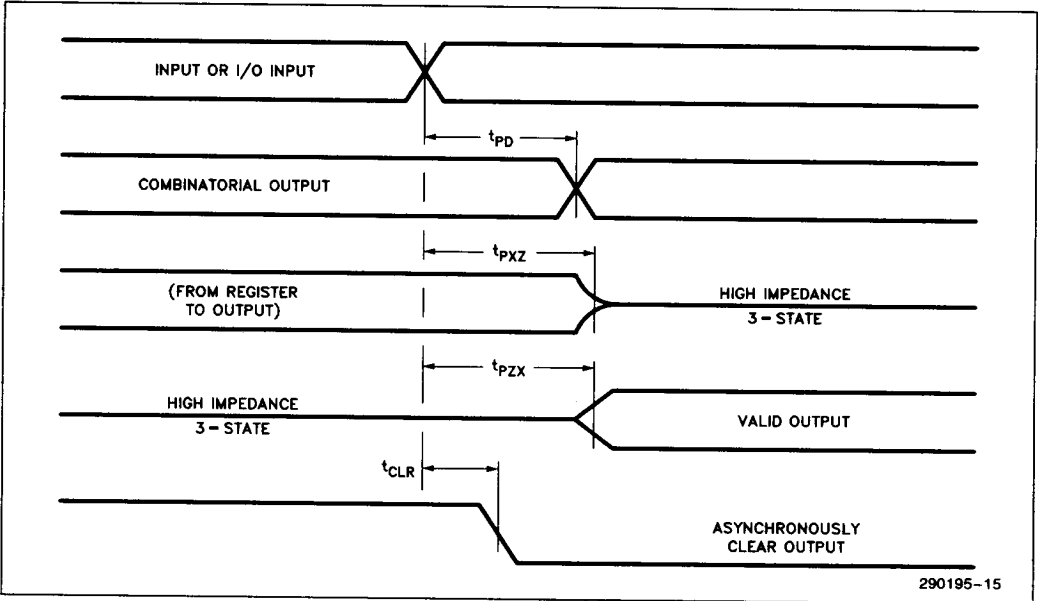 INPUT OR I/O INPUT
tPD
COMBINATORIAL OUTPUT
tPXZ
(FROM REGISTER
TO OUTPUT)
HIGH IMPEDANCE
3-STATE
tPZX
HIGH IMPEDANCE
3-STATE
VALID OUTPUT
tCLR
ASYNCHRONOUSLY
CLEAR OUTPUT
290195-15